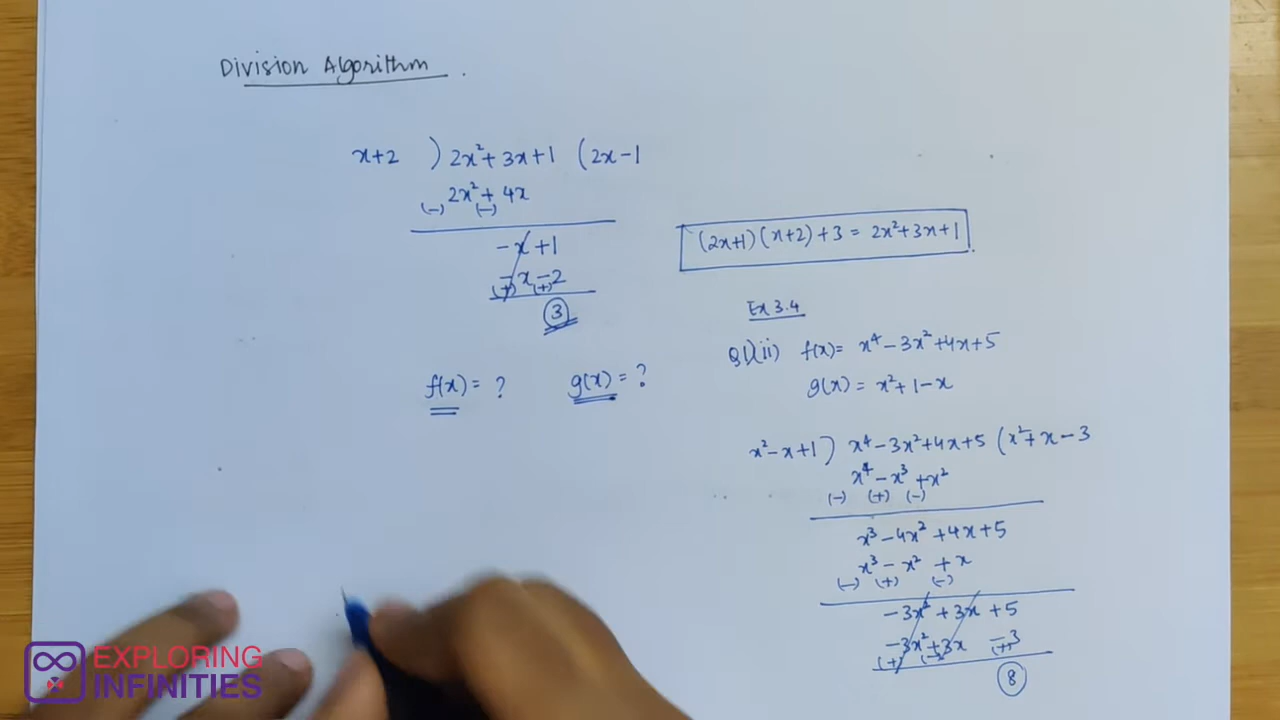 Division Algorithm .
x+2 ) 2x²+ 3x+1 (2x-1
2x²+ 4x
(-) (-)
-x +1
-x -2
(+) (+)
3
f(x) = ? g(x) = ?
(2x+1)(x+2)+3 = 2x²+3x+1
Ex 3.4
Q1)(ii) f(x)= x⁴-3x²+4x+5
g(x) = x²+1-x
x²-x+1) x⁴-3x²+4x+5 (x²+x-3
x⁴-x³+x²
(-) (+) (-)
x³-4x²+4x+5
x³-x²+x
(-) (+) (-)
-3x²+3x+5
-3x²+3x-3
(+) (-) (+)
8
EXPLORING
INFINITIES